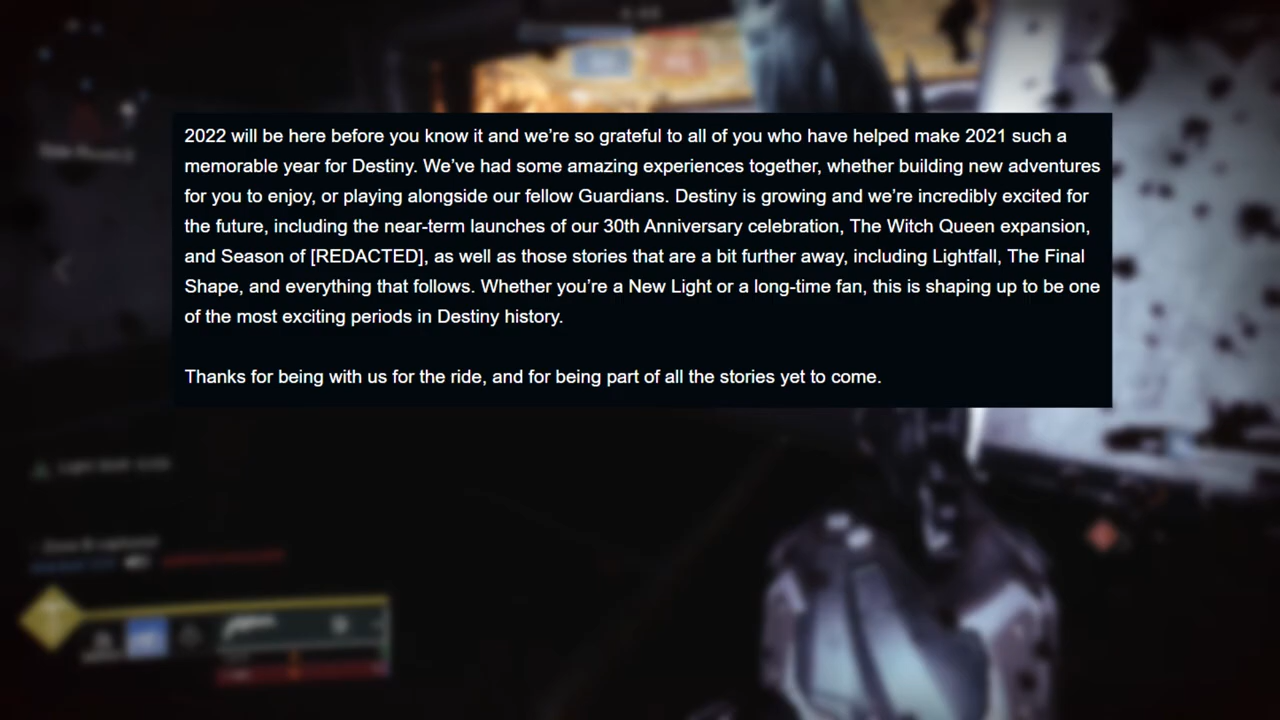 2022 will be here before you know it and we're so grateful to all of you who have helped make 2021 such a
memorable year for Destiny. We've had some amazing experiences together, whether building new adventures
for you to enjoy, or playing alongside our fellow Guardians. Destiny is growing and we're incredibly excited for
the future, including the near-term launches of our 30th Anniversary celebration, The Witch Queen expansion,
and Season of [REDACTED], as well as those stories that are a bit further away, including Lightfall, The Final
Shape, and everything that follows. Whether you're a New Light or a long-time fan, this is shaping up to be one
of the most exciting periods in Destiny history.
Thanks for being with us for the ride, and for being part of all the stories yet to come.